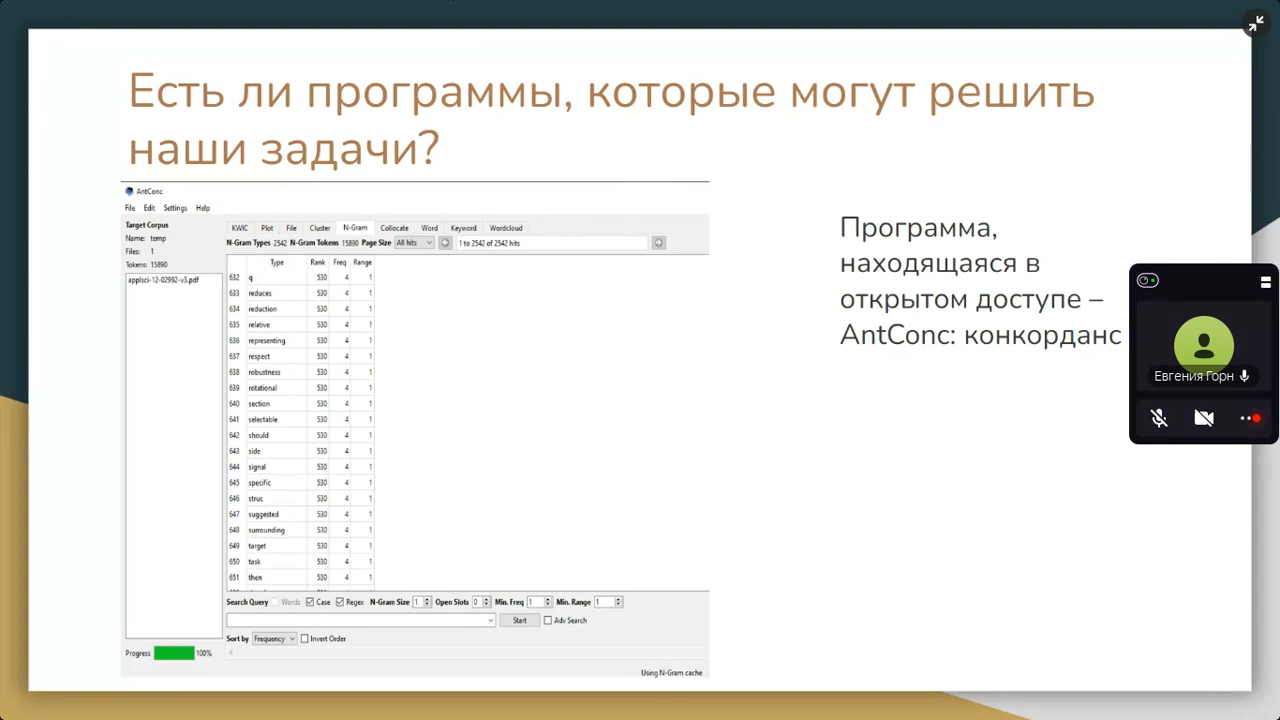 Есть ли программы, которые могут решить
наши задачи?
AntConc
File Edit Settings Help
Target Corpus
Name: temp
Files: 1
Tokens: 15890
applsci-12-02992-v3.pdf
Progress 100%
KWIC Plot File Cluster N-Gram Collocate Word Keyword Wordcloud
N-Gram Types 2542 N-Gram Tokens 15890 Page Size All hits 1 to 2542 of 2542 hits
Type Rank Freq Range
632 q 530 4 1
633 reduces 530 4 1
634 reduction 530 4 1
635 relative 530 4 1
636 representing 530 4 1
637 respect 530 4 1
638 robustness 530 4 1
639 rotational 530 4 1
640 section 530 4 1
641 selectable 530 4 1
642 should 530 4 1
643 side 530 4 1
644 signal 530 4 1
645 specific 530 4 1
646 struc 530 4 1
647 suggested 530 4 1
648 surrounding 530 4 1
649 target 530 4 1
650 task 530 4 1
651 then 530 4 1
Search Query Words Case Regex N-Gram Size 1 Open Slots 0 Min. Freq 1 Min. Range 1
Start Adv Search
Sort by Frequency Invert Order
Using N-Gram cache
Программа,
находящаяся в
открытом доступе –
AntConc: конкорданс
Евгения Горн